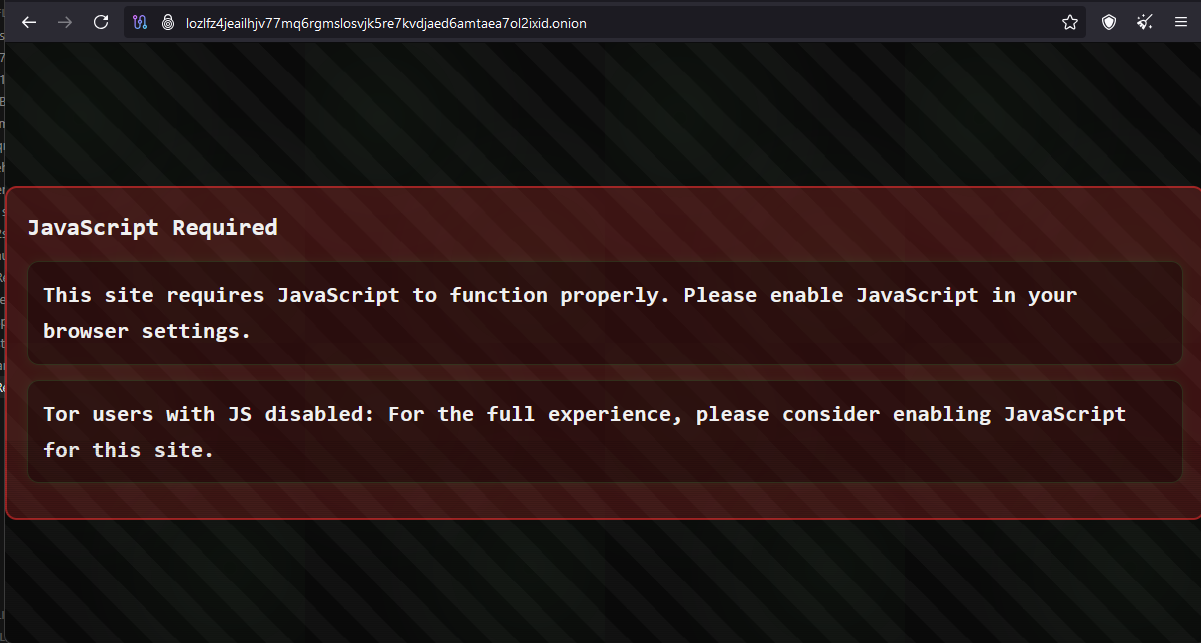 lozlfz4jeailhjv77mq6rgmslosvjk5re7kvdjaed6amtaea7ol2ixid.onion
JavaScript Required
This site requires JavaScript to function properly. Please enable JavaScript in your
browser settings.
Tor users with JS disabled: For the full experience, please consider enabling JavaScript
for this site.